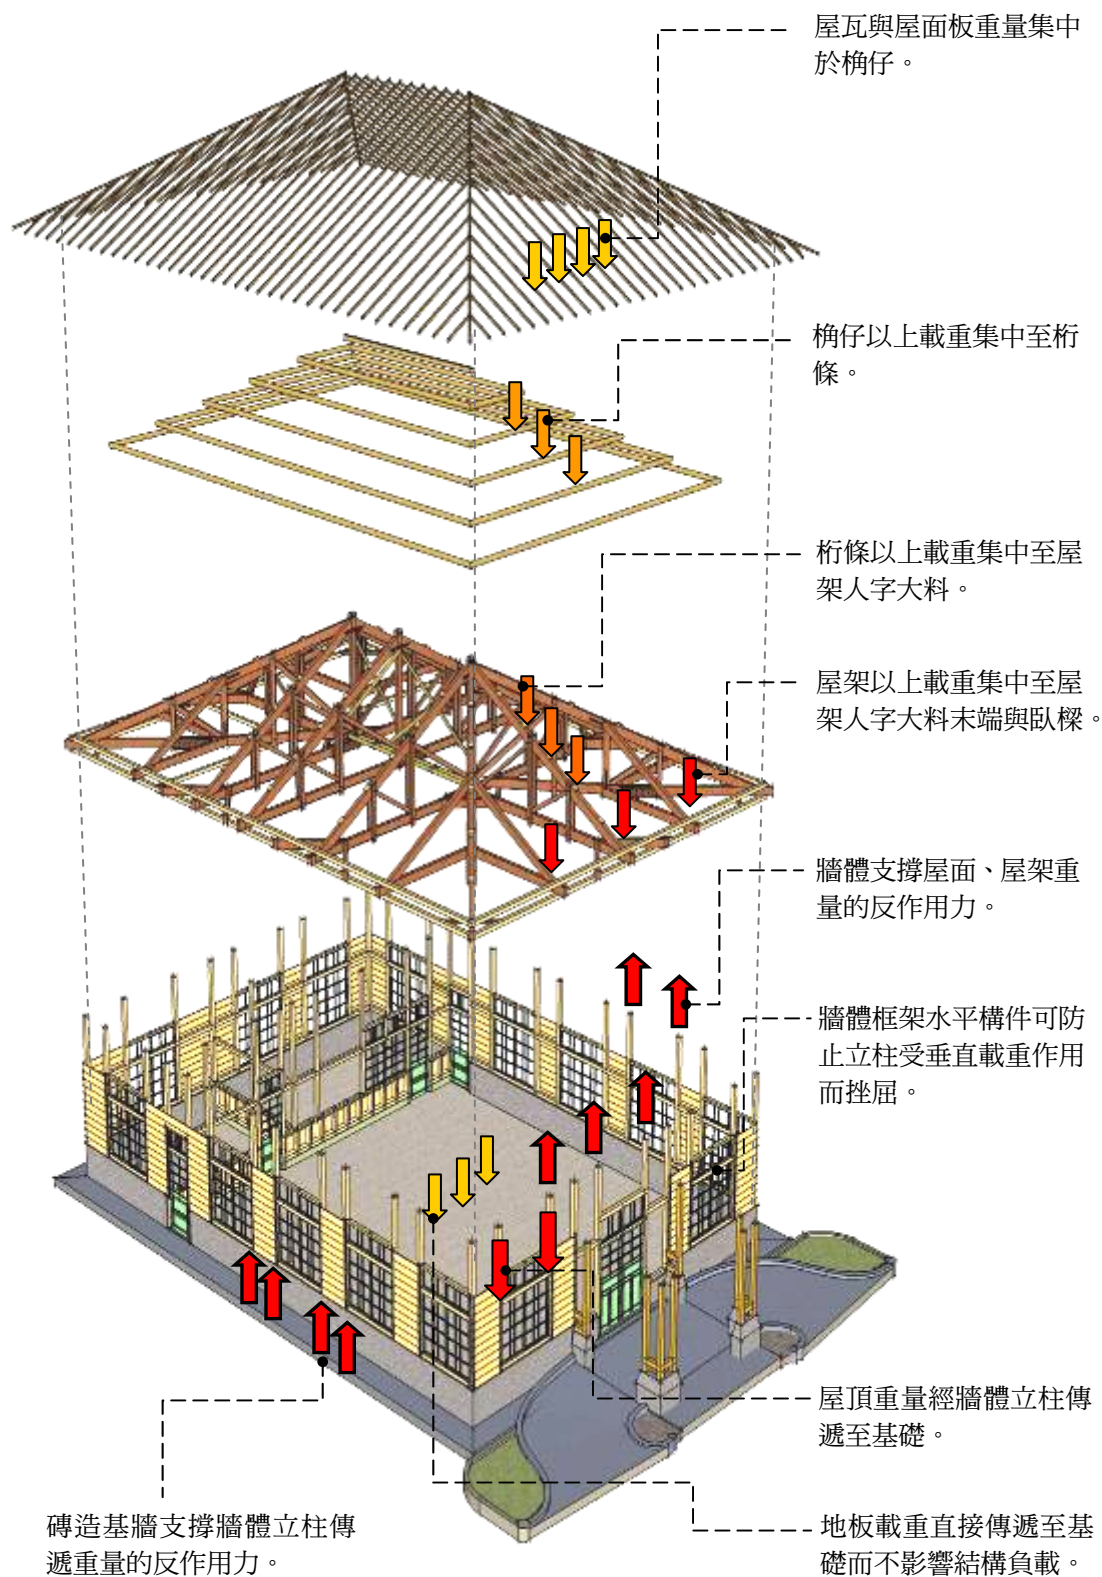 屋瓦與屋面板重量集中
於桷仔。
桷仔以上載重集中至桁
條。
桁條以上載重集中至屋
架人字大料。
屋架以上載重集中至屋
架人字大料末端與臥樑。
牆體支撐屋面、屋架重
量的反作用力。
牆體框架水平構件可防
止立柱受垂直載重作用
而挫屈。
屋頂重量經牆體立柱傳
遞至基礎。
磚造基牆支撐牆體立柱傳
遞重量的反作用力。
地板載重直接傳遞至基
礎而不影響結構負載。